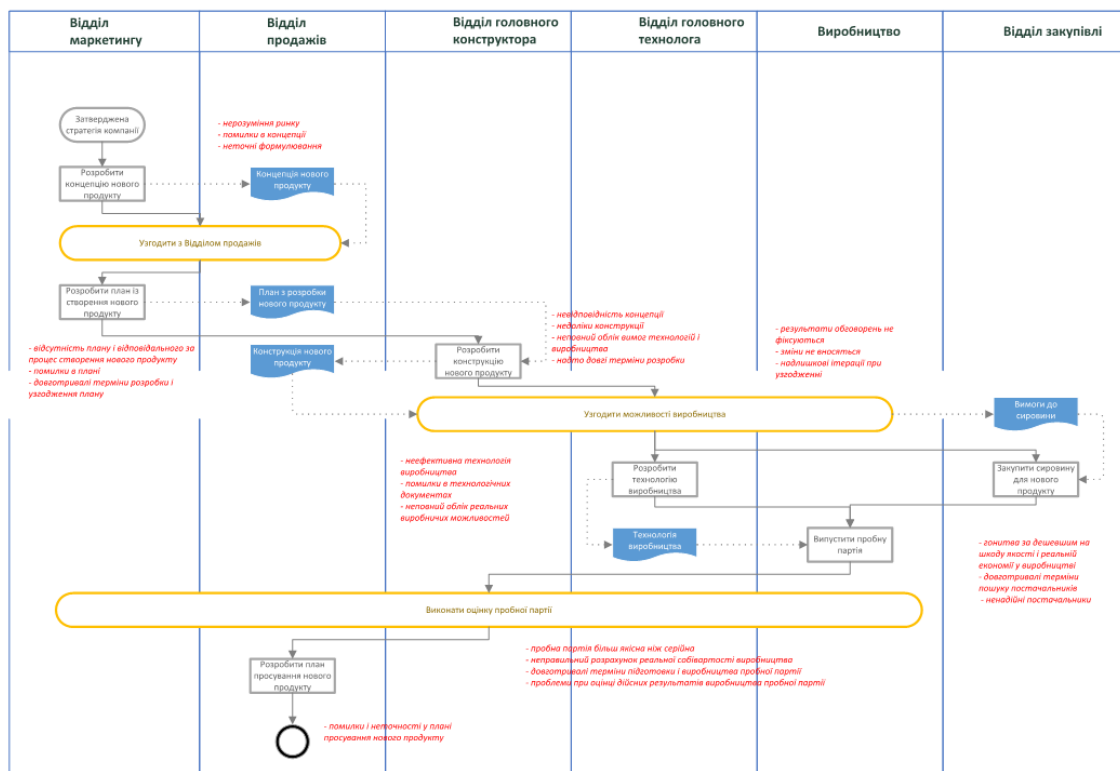 Відділ
маркетингу
Відділ
продажів
Відділ головного
конструктора
Відділ головного
технолога
Виробництво
Відділ закупівлі
Затверджена
стратегія компанії
- нерозуміння ринку
- помилки в концепції
- неточні формулювання
Розробити
концепцію нового
продукту
Концепція нового
продукту
Узгодити з Відділом продажів
Розробити план із
створення нового
продукту
План з розробки
нового продукту
- невідповідність концепції
- недоліки конструкції
- неповний облік вимог технологій і
виробництва
- надто довгі терміни розробки
- результати обговорень не
фіксуються
- зміни не вносяться
- надлишкові ітерації при
узгодженні
- відсутність плану і відповідального за
процес створення нового продукту
- помилки в плані
- довготривалі терміни розробки і
узгодження плану
Конструкція нового
продукту
Розробити
конструкцію
нового продукту
Узгодити можливості виробництва
Вимоги до
сировини
- неефективна технологія
виробництва
- помилки в технологічних
документах
- неповний облік реальних
виробничих можливостей
Розробити
технологію
виробництва
Закупити сировину
для нового
продукту
Технологія
виробництва
Випустити пробну
партія
- гонитва за дешевшим на
шкоду якості і реальній
економії у виробництві
- довготривалі терміни
пошуку постачальників
- ненадійні постачальники
Виконати оцінку пробної партії
- пробна партія більш якісна ніж серійна
- неправильний розрахунок реальної собівартості виробництва
- довготривалі терміни підготовки і виробництва пробної партії
- проблеми при оцінці дійсних результатів виробництва пробної партії
Розробити план
просування нового
продукту
- помилки і неточності у плані
просування нового продукту